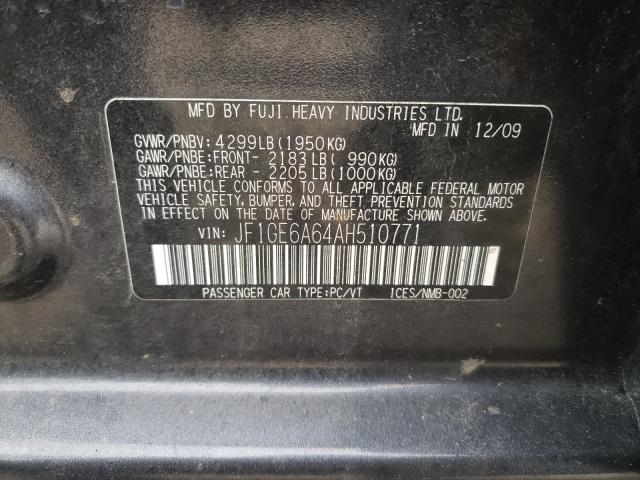 MFD BY FUJI HEAVY INDUSTRIES LTD.
MFD IN 12/09
GVWR/PNBV: 4299LB(1950KG)
GAWR/PNBE:FRONT- 2183LB( 990KG)
GAWR/PNBE:REAR - 2205LB(1000KG)
THIS VEHICLE CONFORMS TO ALL APPLICABLE FEDERAL MOTOR
VEHICLE SAFETY, BUMPER, AND THEFT PREVENTION STANDARDS
IN EFFECT ON THE DATE OF MANUFACTURE SHOWN ABOVE.
VIN: JF1GE6A64AH510771
PASSENGER CAR TYPE:PC/VT 1CES/NMB-002